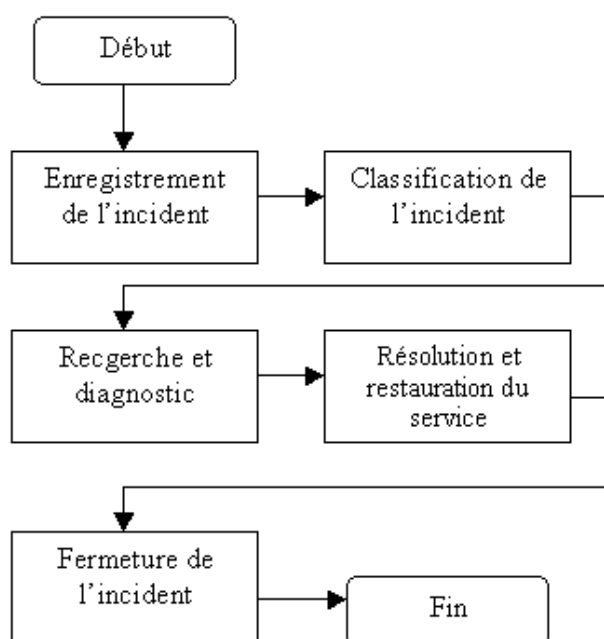 Début
Enregistrement
de l'incident
Classification de
l'incident
Recgerche et
diagnostic
Résolution et
restauration du
service
Fermeture de
l'incident
Fin